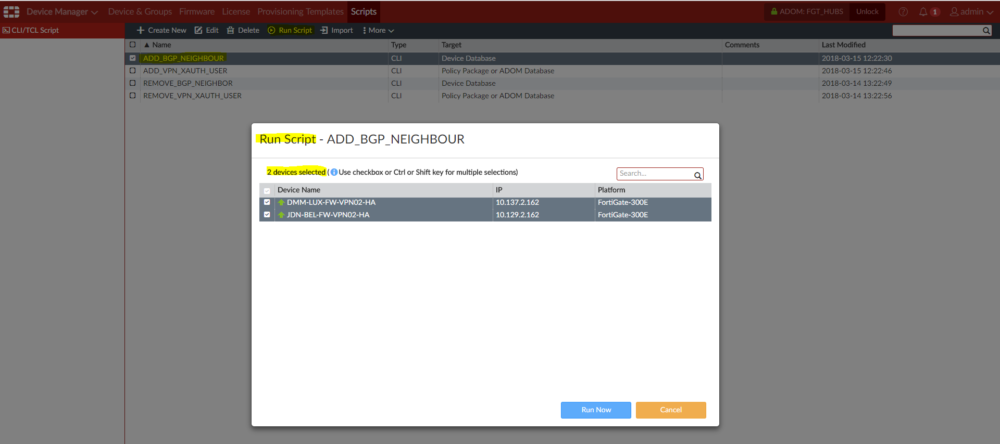 Device Manager Device & Groups Firmware License Provisioning Templates Scripts ADOM: FGT_HUBS Unlock 1 admin
CLI/TCL Script
Create New Edit Delete Run Script Import More
Name Type Target Comments Last Modified
ADD_BGP_NEIGHBOUR CLI Device Database 2018-03-15 12:22:30
ADD_VPN_XAUTH_USER CLI Policy Package or ADOM Database 2018-03-15 12:22:46
REMOVE_BGP_NEIGHBOR CLI Device Database 2018-03-14 13:22:49
REMOVE_VPN_XAUTH_USER CLI Policy Package or ADOM Database 2018-03-14 13:22:56
Run Script - ADD_BGP_NEIGHBOUR
2 devices selected (Use checkbox or Ctrl or Shift key for multiple selections) Search...
Device Name IP Platform
DMM-LUX-FW-VPN02-HA 10.137.2.162 FortiGate-300E
JDN-BEL-FW-VPN02-HA 10.129.2.162 FortiGate-300E
Run Now Cancel